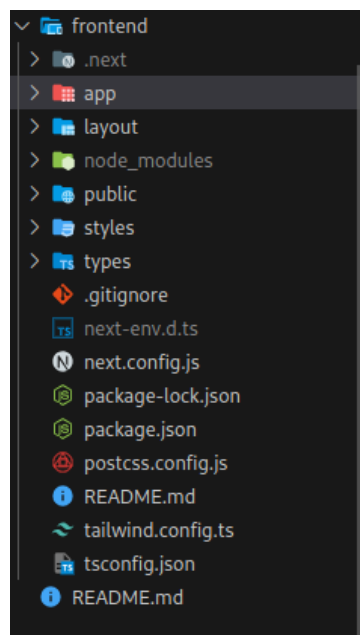 frontend
.next
app
layout
node_modules
public
styles
types
.gitignore
next-env.d.ts
next.config.js
package-lock.json
package.json
postcss.config.js
README.md
tailwind.config.ts
tsconfig.json
README.md